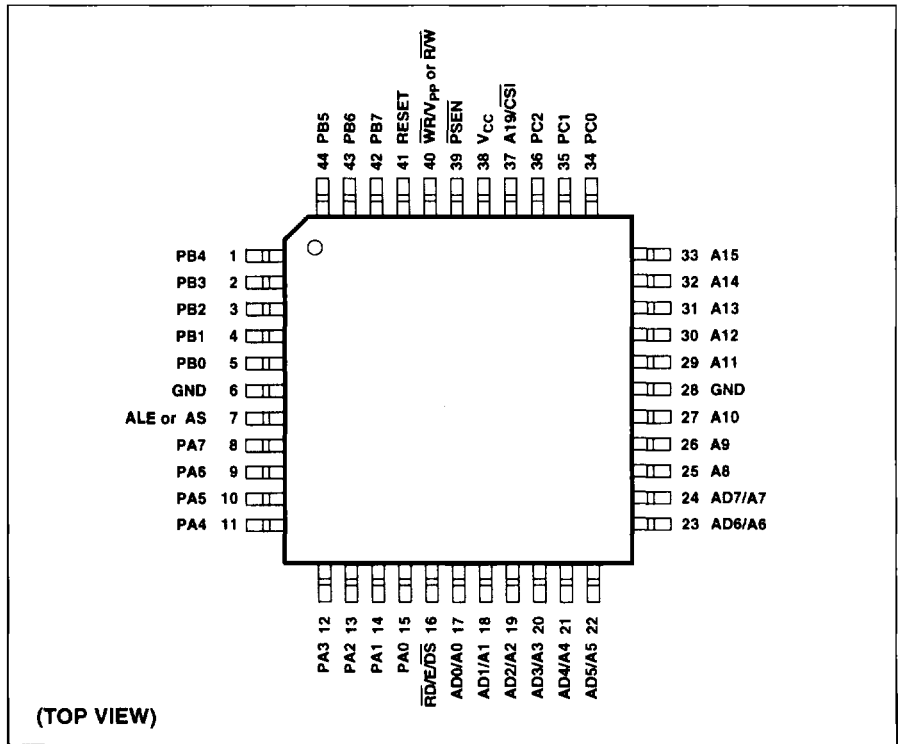 44 PB5
43 PB6
42 PB7
41 RESET
40 W̅R̅/VPP or R̅/W̅
39 P̅S̅E̅N̅
38 VCC
37 A19/C̅S̅I̅
36 PC2
35 PC1
34 PC0
PB4 1
PB3 2
PB2 3
PB1 4
PB0 5
GND 6
ALE or AS 7
PA7 8
PA6 9
PA5 10
PA4 11
33 A15
32 A14
31 A13
30 A12
29 A11
28 GND
27 A10
26 A9
25 A8
24 AD7/A7
23 AD6/A6
PA3 12
PA2 13
PA1 14
PA0 15
R̅D̅/E/D̅S̅ 16
AD0/A0 17
AD1/A1 18
AD2/A2 19
AD3/A3 20
AD4/A4 21
AD5/A5 22
(TOP VIEW)